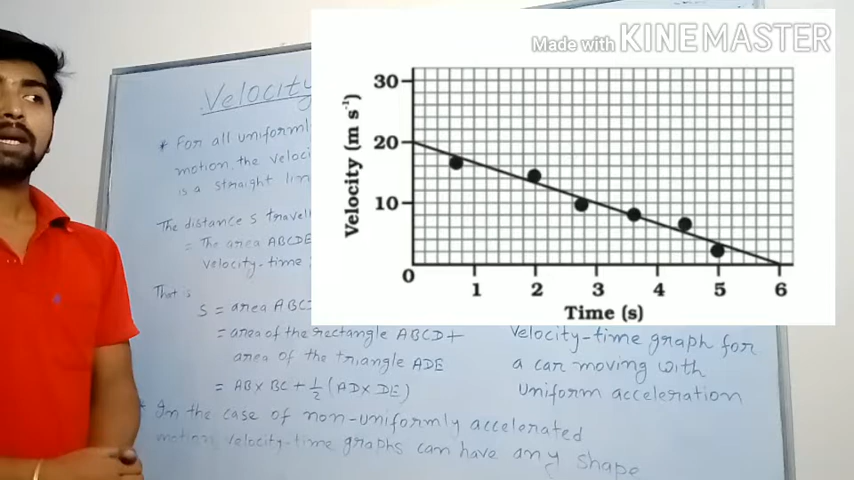 Made with KINEMASTER
Velocity
* For all uniforml
motion, the veloci
is a straight lin
The distance s travel
= The area ABCDE
velocity-time
That is
s = area ABC
= area of the rectangle ABCD +
area of the triangle ADE
= AB X BC + 1/2 (AD X DE)
* In the case of non-uniformly accelerated
motion, velocity-time graphs can have any shape
Velocity (m s⁻¹)
30
20
10
0
1 2 3 4 5 6
Time (s)
Velocity-time graph for
a car moving with
uniform acceleration